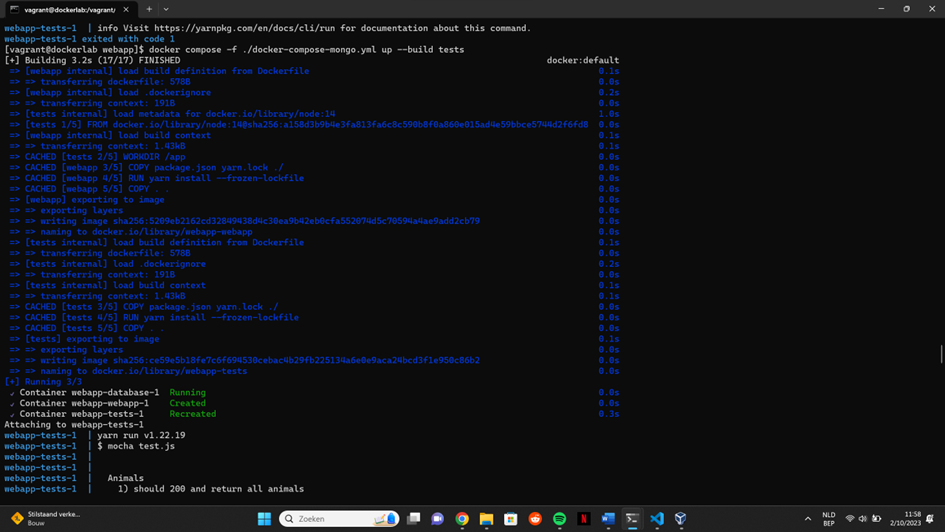 vagrant@dockerlab:/vagrant/
webapp-tests-1 | info Visit https://yarnpkg.com/en/docs/cli/run for documentation about this command.
webapp-tests-1 exited with code 1
[vagrant@dockerlab webapp]$ docker compose -f ./docker-compose-mongo.yml up --build tests
[+] Building 3.2s (17/17) FINISHED docker:default
=> [webapp internal] load build definition from Dockerfile 0.1s
=> => transferring dockerfile: 578B 0.0s
=> [webapp internal] load .dockerignore 0.2s
=> => transferring context: 191B 0.0s
=> [tests internal] load metadata for docker.io/library/node:14 1.0s
=> [tests 1/5] FROM docker.io/library/node:14@sha256:a158d3b9b4e3fa813fa6c8c590b8f0a860e015ad4e59bbce5744d2f6fd8 0.0s
=> [webapp internal] load build context 0.1s
=> => transferring context: 1.43kB 0.0s
=> CACHED [tests 2/5] WORKDIR /app 0.0s
=> CACHED [webapp 3/5] COPY package.json yarn.lock ./ 0.0s
=> CACHED [webapp 4/5] RUN yarn install --frozen-lockfile 0.0s
=> CACHED [webapp 5/5] COPY . . 0.0s
=> [webapp] exporting to image 0.0s
=> => exporting layers 0.0s
=> => writing image sha256:5209eb2162cd32849438d4c30ea9b42eb0cfa552074d5c70594a4ae9add2cb79 0.0s
=> => naming to docker.io/library/webapp-webapp 0.0s
=> [tests internal] load build definition from Dockerfile 0.1s
=> => transferring dockerfile: 578B 0.0s
=> [tests internal] load .dockerignore 0.2s
=> => transferring context: 191B 0.0s
=> [tests internal] load build context 0.1s
=> => transferring context: 1.43kB 0.0s
=> CACHED [tests 3/5] COPY package.json yarn.lock ./ 0.0s
=> CACHED [tests 4/5] RUN yarn install --frozen-lockfile 0.0s
=> CACHED [tests 5/5] COPY . . 0.0s
=> [tests] exporting to image 0.1s
=> => exporting layers 0.0s
=> => writing image sha256:ce59e5b18fe7c6f694530cebac4b29fb225134a6e0e9aca24bcd3f1e950c86b2 0.0s
=> => naming to docker.io/library/webapp-tests 0.0s
[+] Running 3/3
✓ Container webapp-database-1 Running 0.0s
✓ Container webapp-webapp-1 Created 0.0s
✓ Container webapp-tests-1 Recreated 0.3s
Attaching to webapp-tests-1
webapp-tests-1 | yarn run v1.22.19
webapp-tests-1 | $ mocha test.js
webapp-tests-1 |
webapp-tests-1 |
webapp-tests-1 | Animals
webapp-tests-1 | 1) should 200 and return all animals
Stilstaand verke...
Bouw
Zoeken
NLD
BEP
11:58
2/10/2023